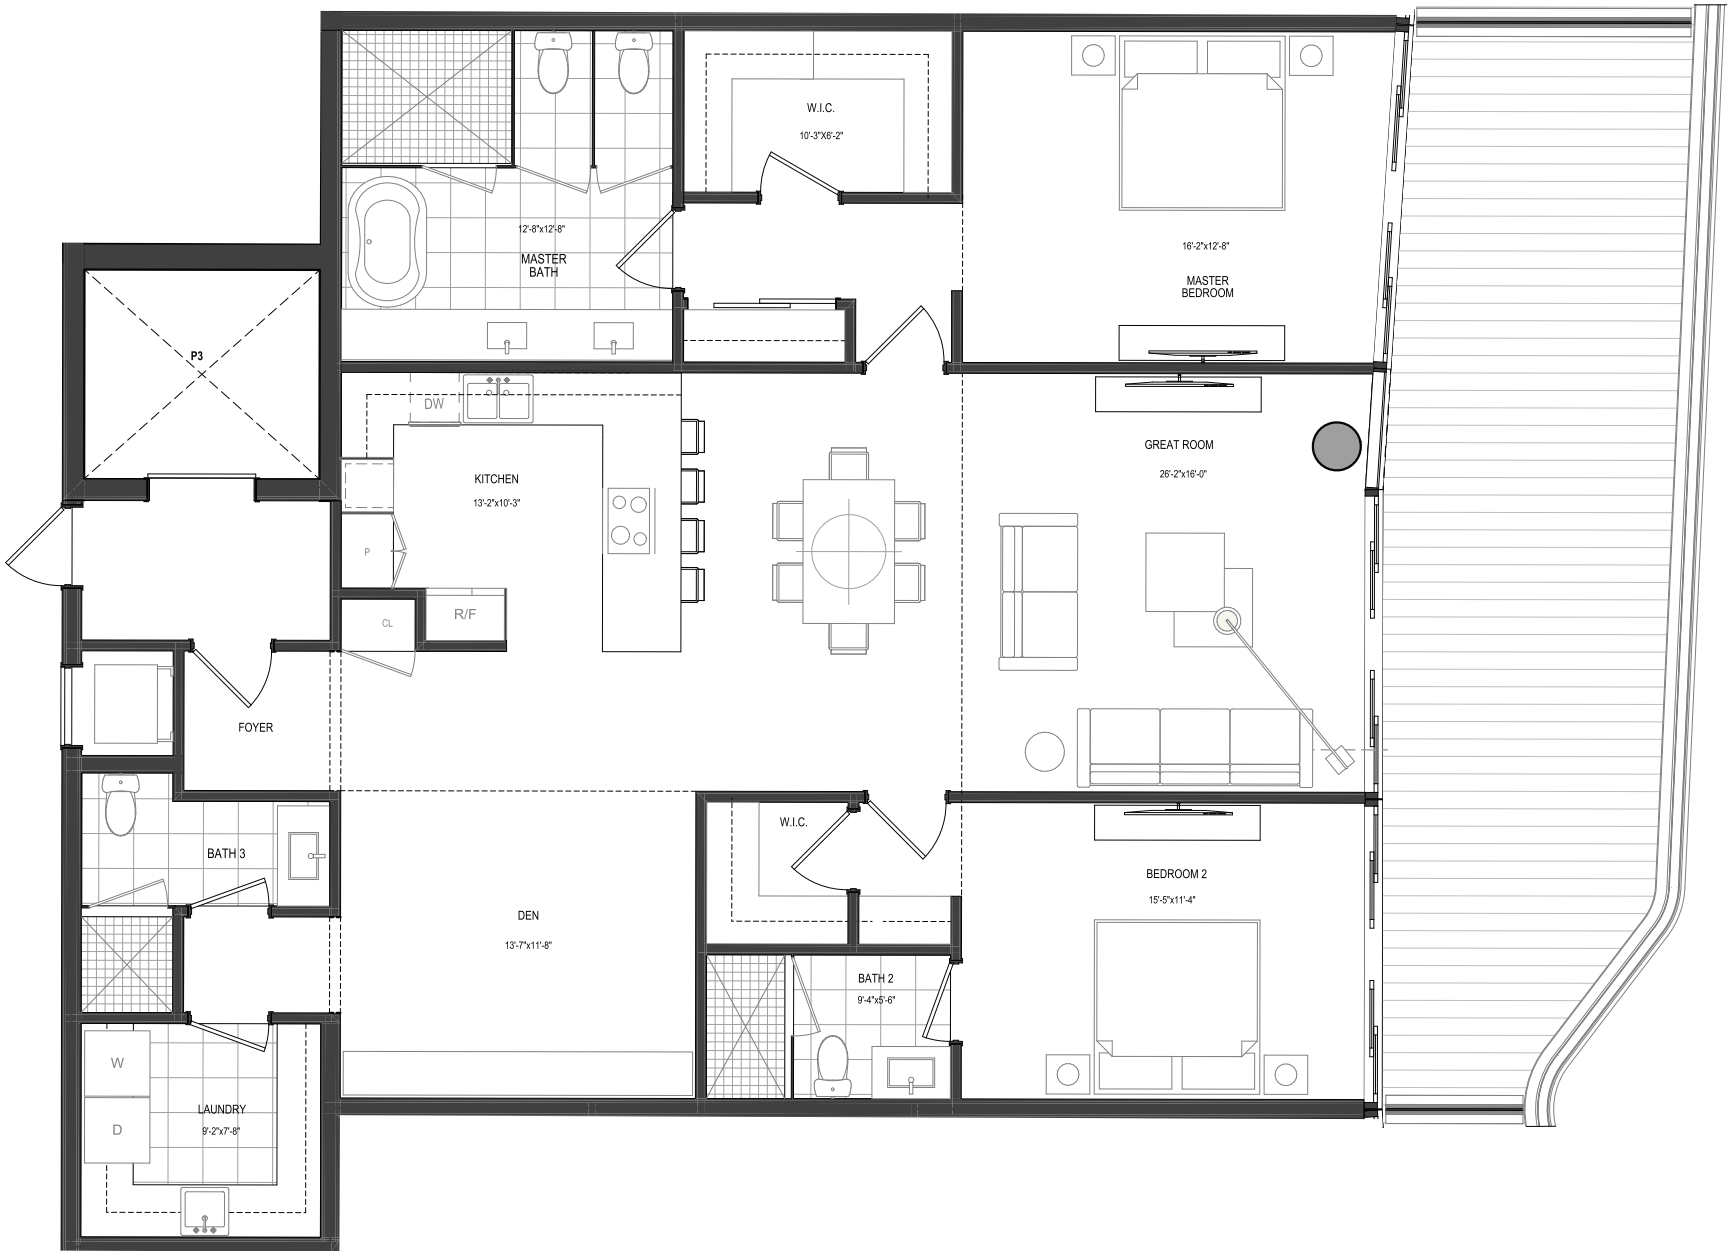 W.I.C.
10'-3"X6'-2"
12'-8"x12'-8"
MASTER
BATH
16'-2"x12'-8"
MASTER
BEDROOM
P3
DW
GREAT ROOM
26'-2"x16'-0"
KITCHEN
13'-2"x10'-3"
P
R/F
CL
FOYER
W.I.C.
BATH 3
BEDROOM 2
15'-5"x11'-4"
DEN
13'-7"x11'-8"
BATH 2
9'-4"x5'-6"
W
D
LAUNDRY
9'-2"x7'-8"